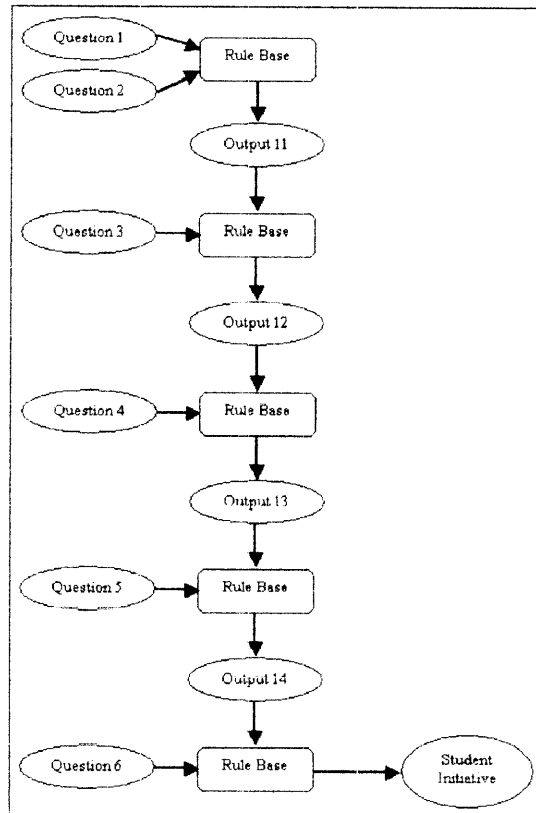 Question 1
Rule Base
Question 2
Output 11
Question 3
Rule Base
Output 12
Question 4
Rule Base
Output 13
Question 5
Rule Base
Output 14
Question 6
Rule Base
Student
Initiative